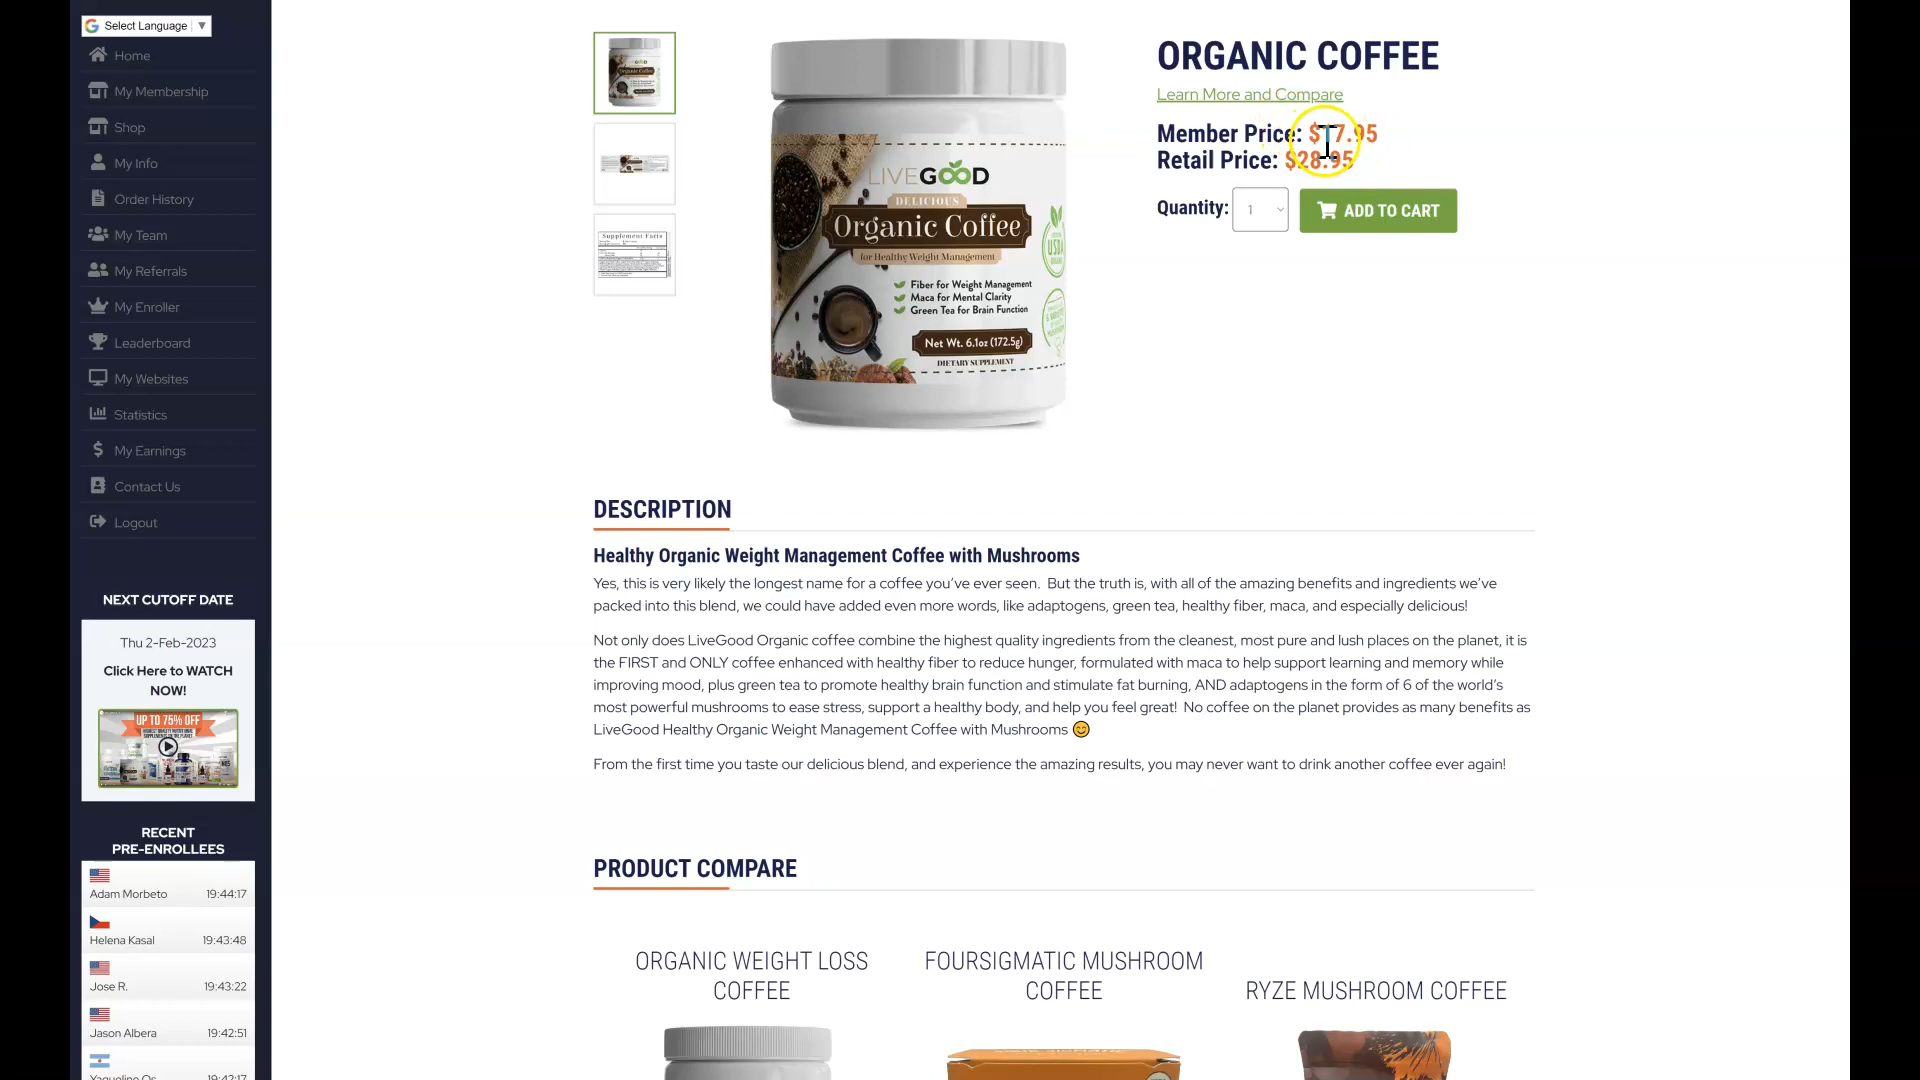 Select Language ▼
Home
My Membership
Shop
My Info
Order History
My Team
My Referrals
My Enroller
Leaderboard
My Websites
Statistics
My Earnings
Contact Us
Logout
NEXT CUTOFF DATE
Thu 2-Feb-2023
Click Here to WATCH
NOW!
UP TO 75% OFF
RECENT
PRE-ENROLLEES
Adam Morbeto 19:44:17
Helena Kasal 19:43:48
Jose R. 19:43:22
Jason Albera 19:42:51
19:42:17
Supplement Facts
LIVEGOOD
DELICIOUS
Organic Coffee
for Healthy Weight Management
Fiber for Weight Management
Maca for Mental Clarity
Green Tea for Brain Function
Net Wt. 6.1oz (172.5g)
DIETARY SUPPLEMENT
USDA
ORGANIC COFFEE
Learn More and Compare
Member Price: $17.95
Retail Price: $28.95
Quantity: 1 ADD TO CART
DESCRIPTION
Healthy Organic Weight Management Coffee with Mushrooms
Yes, this is very likely the longest name for a coffee you've ever seen. But the truth is, with all of the amazing benefits and ingredients we've
packed into this blend, we could have added even more words, like adaptogens, green tea, healthy fiber, maca, and especially delicious!
Not only does LiveGood Organic coffee combine the highest quality ingredients from the cleanest, most pure and lush places on the planet, it is
the FIRST and ONLY coffee enhanced with healthy fiber to reduce hunger, formulated with maca to help support learning and memory while
improving mood, plus green tea to promote healthy brain function and stimulate fat burning, AND adaptogens in the form of 6 of the world's
most powerful mushrooms to ease stress, support a healthy body, and help you feel great! No coffee on the planet provides as many benefits as
LiveGood Healthy Organic Weight Management Coffee with Mushrooms 😊
From the first time you taste our delicious blend, and experience the amazing results, you may never want to drink another coffee ever again!
PRODUCT COMPARE
ORGANIC WEIGHT LOSS
COFFEE
FOURSIGMATIC MUSHROOM
COFFEE
RYZE MUSHROOM COFFEE